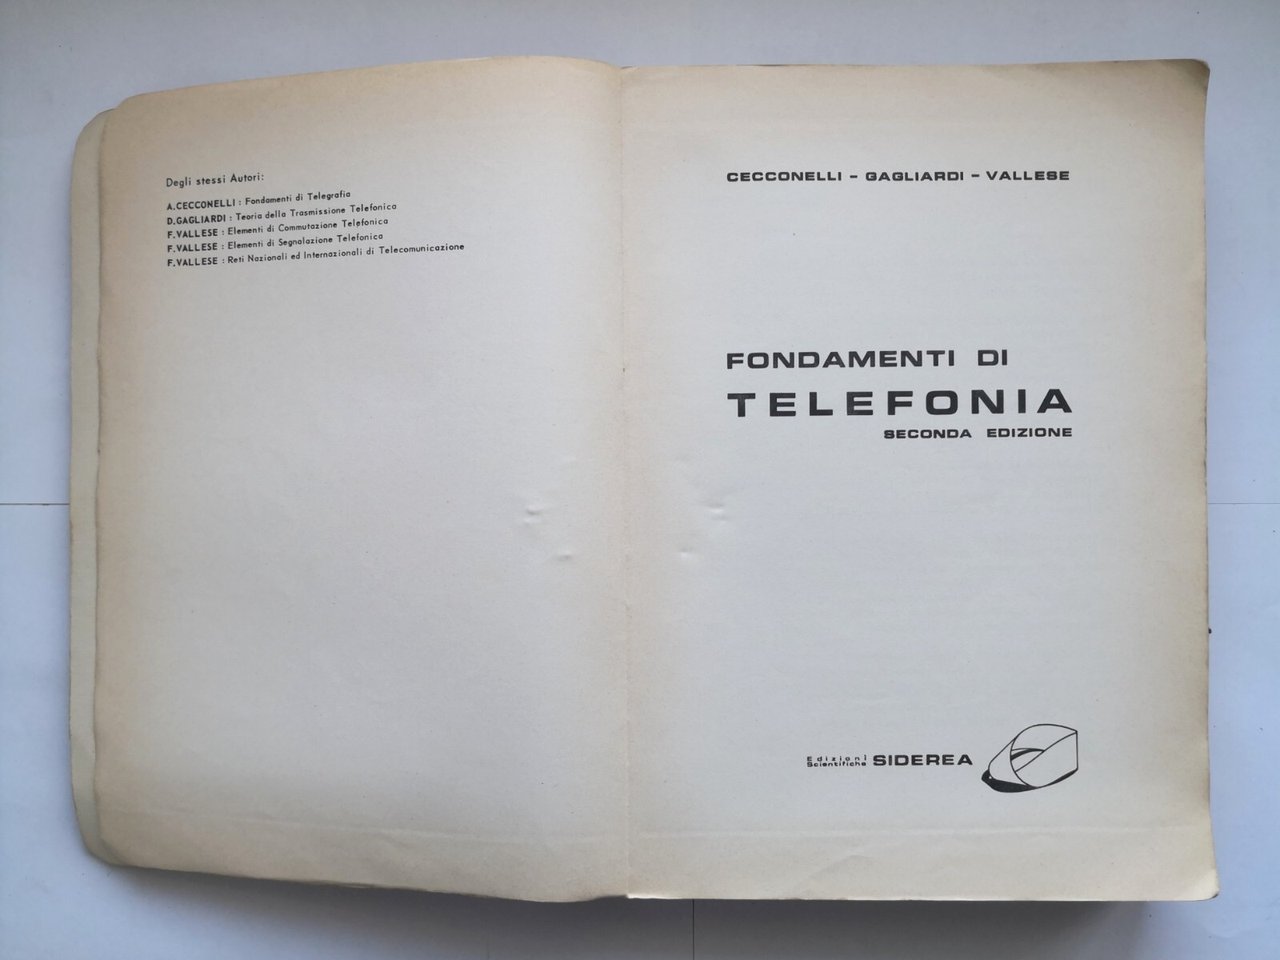 Degli stessi Autori:
A.CECCONELLI : Fondamenti di Telegrafia
D.GAGLIARDI : Teoria della Trasmissione Telefonica
F.VALLESE : Elementi di Commutazione Telefonica
F.VALLESE : Elementi di Segnalazione Telefonica
F.VALLESE : Reti Nazionali ed Internazionali di Telecomunicazione
CECCONELLI - GAGLIARDI - VALLESE
FONDAMENTI DI
TELEFONIA
SECONDA EDIZIONE
Edizioni
Scientifiche SIDEREA